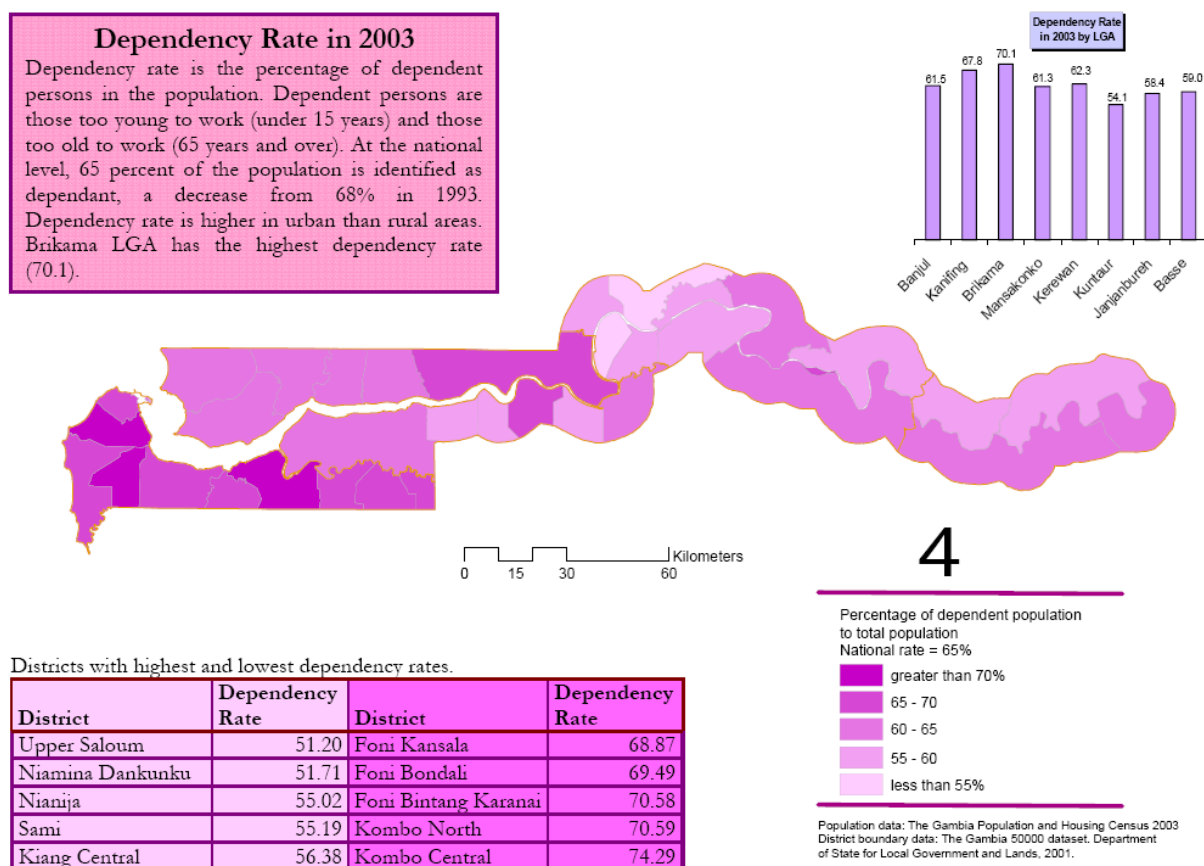 Dependency Rate in 2003
Dependency rate is the percentage of dependent
persons in the population. Dependent persons are
those too young to work (under 15 years) and those
too old to work (65 years and over). At the national
level, 65 percent of the population is identified as
dependant, a decrease from 68% in 1993.
Dependency rate is higher in urban than rural areas.
Brikama LGA has the highest dependency rate
(70.1).
Dependency Rate
in 2003 by LGA
61.5
67.8
70.1
61.3
62.3
54.1
58.4
59.0
Banjul
Kanifing
Brikama
Mansakonko
Kerewan
Kuntaur
Janjanbureh
Basse
Kilometers
0 15 30 60
4
Percentage of dependent population
to total population
National rate = 65%
greater than 70%
65 - 70
60 - 65
55 - 60
less than 55%
Population data: The Gambia Population and Housing Census 2003
District boundary data: The Gambia 50000 dataset. Department
of State for Local Government and Lands, 2001.
Districts with highest and lowest dependency rates.
District Dependency Rate District Dependency Rate
Upper Saloum 51.20 Foni Kansala 68.87
Niamina Dankunku 51.71 Foni Bondali 69.49
Nianija 55.02 Foni Bintang Karanai 70.58
Sami 55.19 Kombo North 70.59
Kiang Central 56.38 Kombo Central 74.29